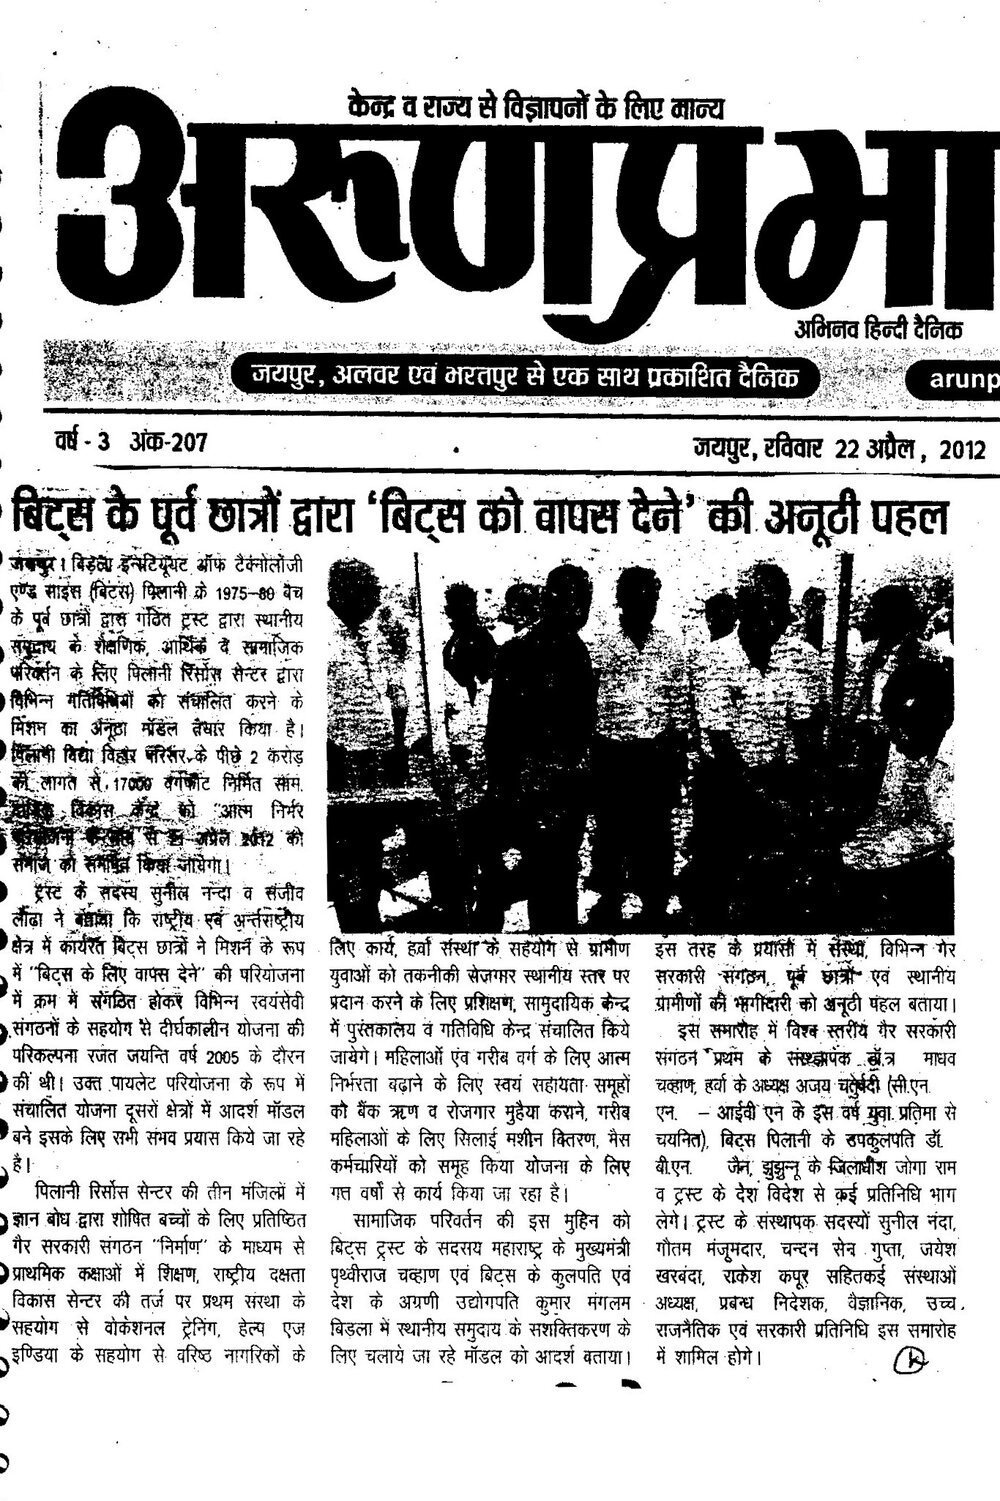 केन्द्र व राज्य से विज्ञापनों के लिए मान्य
अरूणप्रभा
अभिनव हिन्दी दैनिक
जयपुर, अलवर एवं भरतपुर से एक साथ प्रकाशित दैनिक
arunp
वर्ष - 3 अंक-207
जयपुर, रविवार 22 अप्रैल, 2012
बिट्स के पूर्व छात्रों द्वारा ‘बिट्स को वापस देने’ की अनूठी पहल
जयपुर। बिड़ला इन्स्टिट्यूट ऑफ टैक्नोलॉजी
एण्ड साइंस (बिटस) पिलानी के 1975-80 बैच
के पूर्व छात्रों द्वारा गठित ट्रस्ट द्वारा स्थानीय
समुदाय के शैक्षणिक, आर्थिक व सामाजिक
परिवर्तन के लिए पिलानी रिर्सोस सेन्टर द्वारा
विभिन्न गतिविधियों को संचालित करने के
मिशन का अनूठा मॉडल तैयार किया है।
पिलानी विद्या विहार परिसर के पीछे 2 करोड़
की लागत से 17000 वर्गफीट निर्मित साम
विकास केन्द्र को "आत्म निर्भर
से अप्रैल 2012 को
समाज को समर्पित किया जायेगा।
ट्रस्ट के सदस्य सुनील नन्दा व संजीव
लोढा ने बताया कि राष्ट्रीय एवं अर्न्तराष्ट्रीय
क्षेत्र में कार्यरत बिटस छात्रों ने मिशन के रूप
में "बिट्स के लिए वापस देने" की परियोजना
में क्रम में संगठित होकर विभिन्न स्वयंसेवी
संगठनों के सहयोग से दीर्घकालीन योजना की
परिकल्पना रजत जयन्ति वर्ष 2005 के दौरन
की थी। उक्त पायलेट परियोजना के रूप में
संचालित योजना दूसरों क्षेत्रों में आदर्श मॉडल
बने इसके लिए सभी संभव प्रयास किये जा रहे
है।
पिलानी रिर्सोस सेन्टर की तीन मंजिलों में
ज्ञान बोध द्वारा शोषित बच्चों के लिए प्रतिष्ठित
गैर सरकारी संगठन "निर्माण" के माध्यम से
प्राथमिक कक्षाओं में शिक्षण, राष्ट्रीय दक्षता
विकास सेन्टर की तर्ज पर प्रथम संस्था के
सहयोग से वोकेशनल ट्रेनिंग, हेल्प एज
इण्डिया के सहयोग से वरिष्ठ नागरिकों के
लिए कार्य, हर्वा संस्था के सहयोग से ग्रामीण
युवाओं को तकनीकी रोजगार स्थानीय स्तर पर
प्रदान करने के लिए प्रशिक्षण, सामुदायिक केन्द्र
में पुस्तकालय व गतिविधि केन्द्र संचालित किये
जायेगे। महिलाओं एंव गरीब वर्ग के लिए आत्म
निर्भरता बढ़ाने के लिए स्वयं सहायता समूहों
को बैंक ऋण व रोजगार मुहैया कराने, गरीब
महिलाओं के लिए सिलाई मशीन वितरण, मैस
कर्मचारियों को समूह किया योजना के लिए
गत्त वर्षो से कार्य किया जा रहा है।
सामाजिक परिवर्तन की इस मुहिन को
बिट्स ट्रस्ट के सदसय महाराष्ट्र के मुख्यमंत्री
पृथ्वीराज चव्हाण एवं बिट्स के कुलपति एवं
देश के अग्रणी उद्योगपति कुमार मंगलम
बिड़ला में स्थानीय समुदाय के सशक्तिकरण के
लिए चलाये जा रहे मॉडल को आदर्श बताया।
इस तरह के प्रयासों में संस्था, विभिन्न गैर
सरकारी संगठन, पूर्व छात्रों एवं स्थानीय
ग्रामीणों की भागीदारी को अनूठी पहल बताया।
इस समारोह में विश्व स्तरीय गैर सरकारी
संगठन प्रथम के संस्थापक माधव
चव्हाण, हर्वा के अध्यक्ष अजय चतुर्वेदी (सी.एन.
एन. – आईवी एन के इस वर्ष युवा प्रतिमा से
चयनित), बिट्स पिलानी के उपकुलपति डॉ.
बी.एन. जैन, झुझुन्नू के जिलाधीश जोगा राम
व ट्रस्ट के देश विदेश से कई प्रतिनिधि भाग
लेगे। ट्रस्ट के संस्थापक सदस्यों सुनील नंदा,
गौतम मंजूमदार, चन्दन सेन गुप्ता, जयेश
खरबंदा, राकेश कपूर सहितकई संस्थाओं
अध्यक्ष, प्रबन्ध निदेशक, वैज्ञानिक, उच्च
राजनैतिक एवं सरकारी प्रतिनिधि इस समारोह
में शामिल होगे।